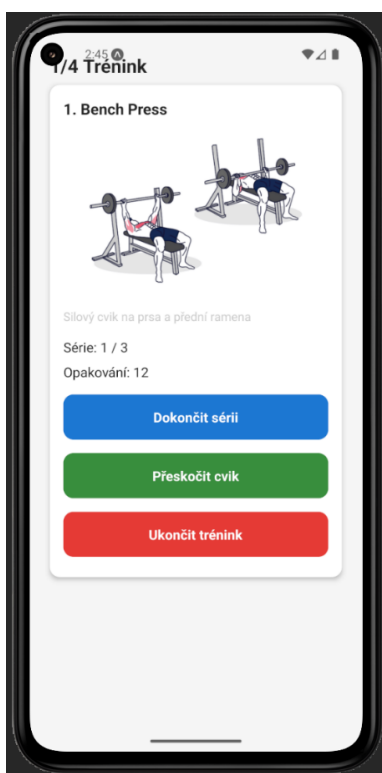 2:45
1/4 Trénink
1. Bench Press
Silový cvik na prsa a přední ramena
Série: 1 / 3
Opakování: 12
Dokončit sérii
Přeskočit cvik
Ukončit trénink